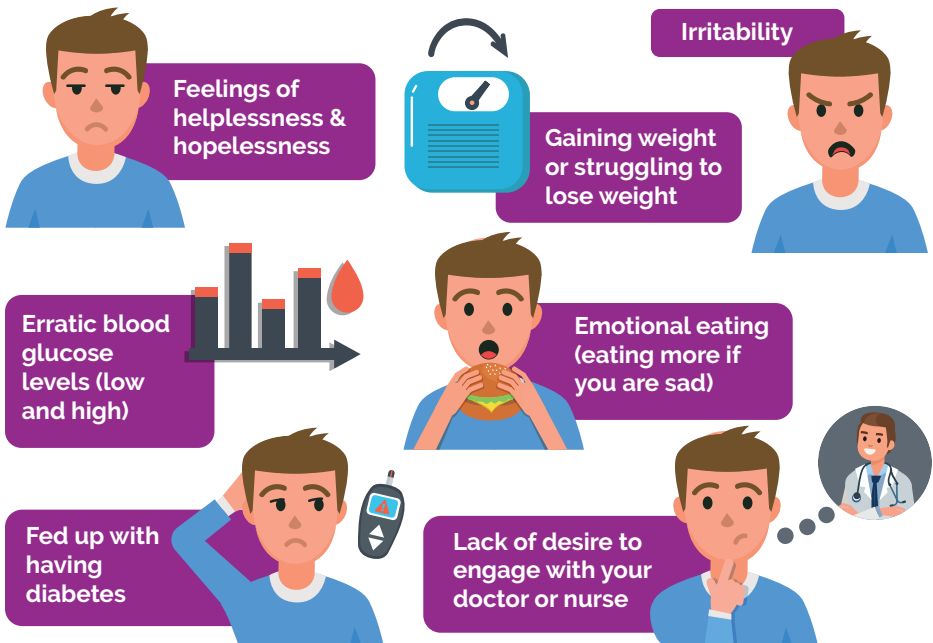 Feelings of
helplessness &
hopelessness
Gaining weight
or struggling to
lose weight
Irritability
Erratic blood
glucose
levels (low
and high)
Emotional eating
(eating more if
you are sad)
Fed up with
having
diabetes
Lack of desire to
engage with your
doctor or nurse